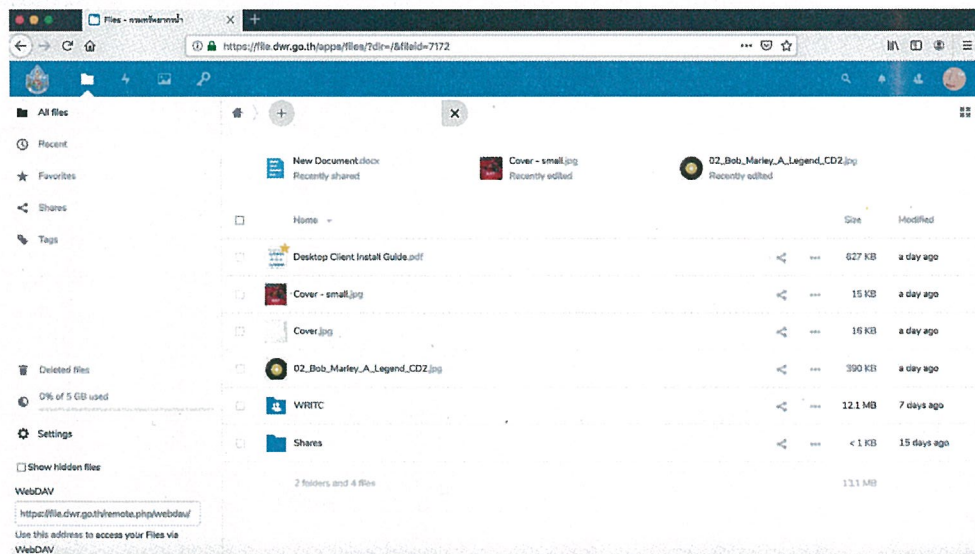 Files - กรมทรัพยากรน้ำ
https://file.dwr.go.th/apps/files/?dir=/&fileid=7172
All files
Recent
Favorites
Shares
Tags
New Document.docx
Recently shared
Cover - small.jpg
Recently edited
02_Bob_Marley_A_Legend_CD2.jpg
Recently edited
Home
Size
Modified
Desktop Client Install Guide.pdf
627 KB
a day ago
Cover - small.jpg
15 KB
a day ago
Cover.jpg
16 KB
a day ago
02_Bob_Marley_A_Legend_CD2.jpg
390 KB
a day ago
WRITC
12.1 MB
7 days ago
Shares
< 1 KB
15 days ago
2 folders and 4 files
13.1 MB
Deleted files
0% of 5 GB used
Settings
Show hidden files
WebDAV
https://file.dwr.go.th/remote.php/webdav/
Use this address to access your Files via
WebDAV